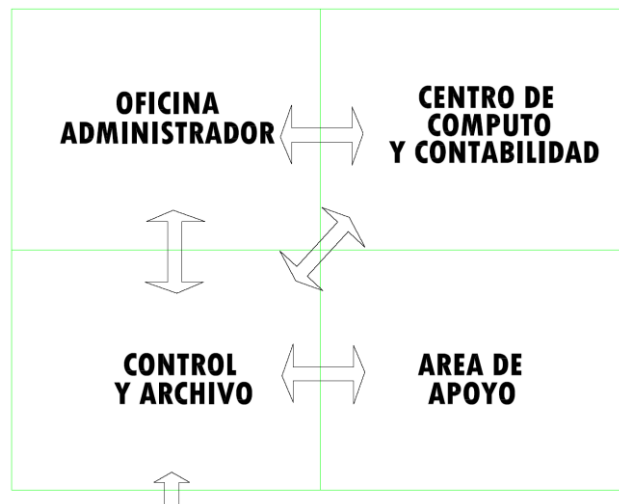 OFICINA
ADMINISTRADOR
CENTRO DE
COMPUTO
Y CONTABILIDAD
CONTROL
Y ARCHIVO
AREA DE
APOYO